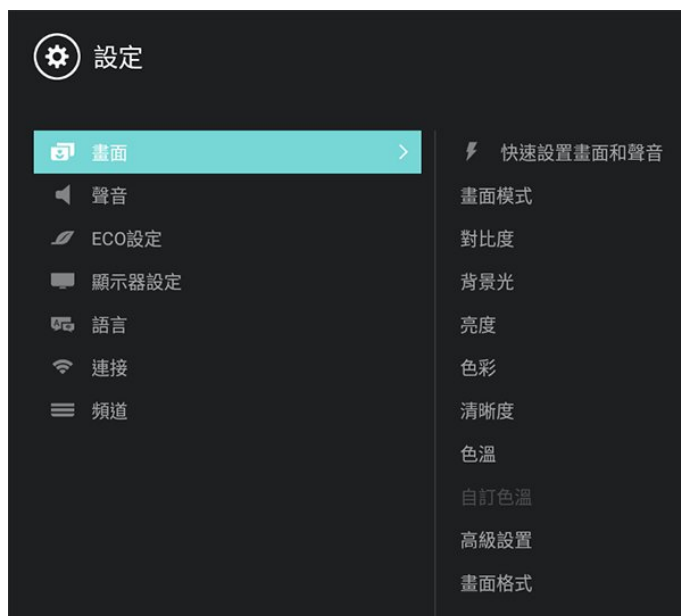 設定
畫面
聲音
ECO設定
顯示器設定
語言
連接
頻道
快速設置畫面和聲音
畫面模式
對比度
背景光
亮度
色彩
清晰度
色溫
自訂色溫
高級設置
畫面格式